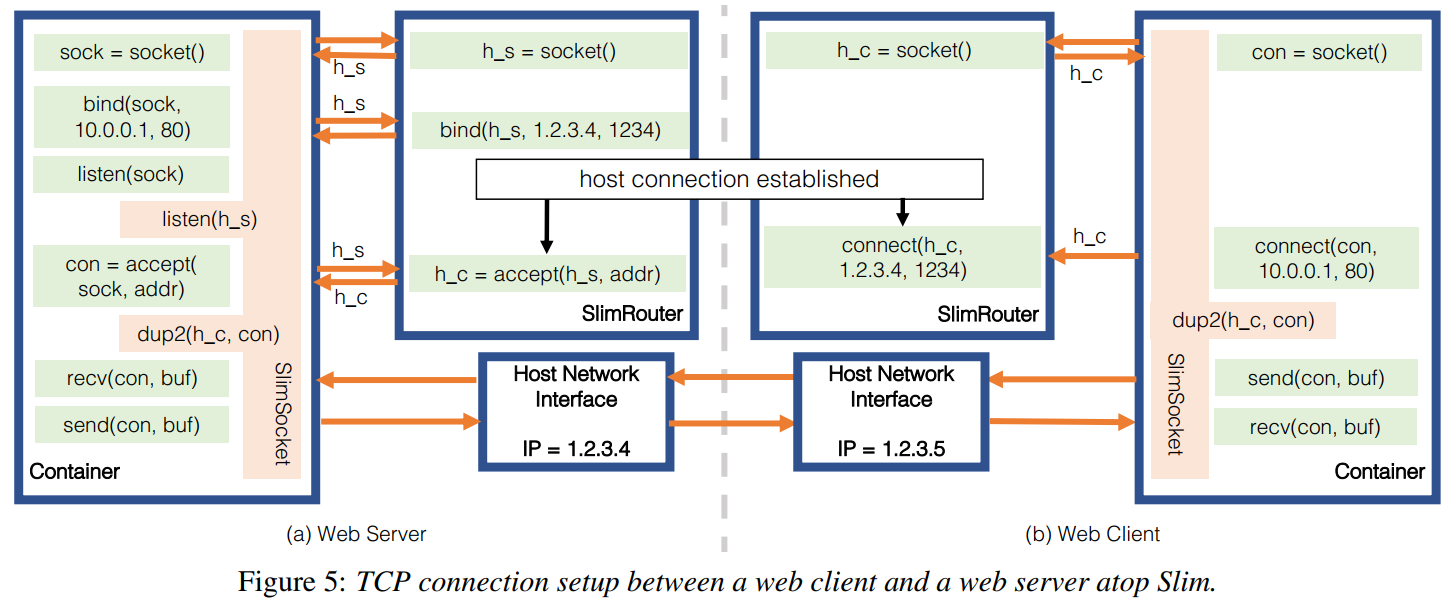 sock = socket()
bind(sock,
10.0.0.1, 80)
listen(sock)
listen(h_s)
con = accept(
sock, addr)
dup2(h_c, con)
recv(con, buf)
send(con, buf)
SlimSocket
Container
h_s
h_s
h_s
h_c
h_s = socket()
bind(h_s, 1.2.3.4, 1234)
host connection established
h_c = accept(h_s, addr)
SlimRouter
h_c = socket()
connect(h_c,
1.2.3.4, 1234)
SlimRouter
h_c
h_c
con = socket()
connect(con,
10.0.0.1, 80)
dup2(h_c, con)
send(con, buf)
recv(con, buf)
SlimSocket
Container
Host Network
Interface
IP = 1.2.3.4
Host Network
Interface
IP = 1.2.3.5
(a) Web Server
(b) Web Client
Figure 5: TCP connection setup between a web client and a web server atop Slim.